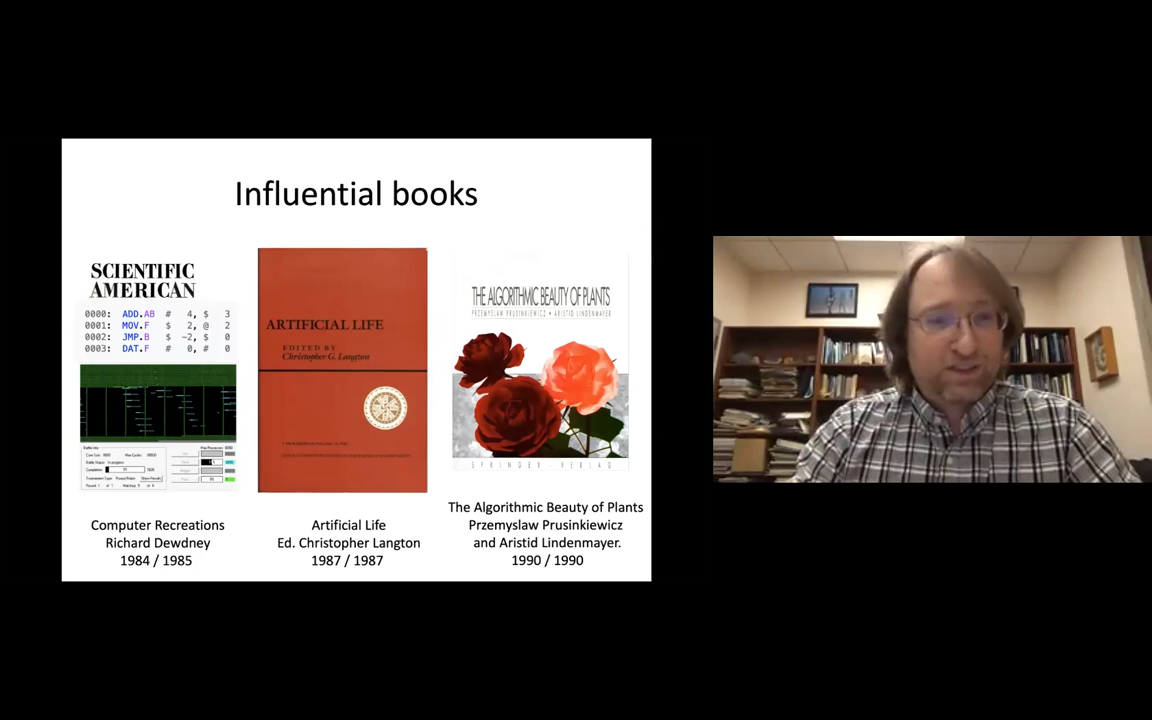 Influential books
SCIENTIFIC
AMERICAN
0000: ADD.AB # 4, $ 3
0001: MOV.F $ 2, @ 2
0002: JMP.B $ -2, $ 0
0003: DAT.F # 0, # 0
Computer Recreations
Richard Dewdney
1984 / 1985
ARTIFICIAL LIFE
EDITED BY
Christopher G. Langton
Artificial Life
Ed. Christopher Langton
1987 / 1987
THE ALGORITHMIC BEAUTY OF PLANTS
PRZEMYSLAW PRUSINKIEWICZ • ARISTID LINDENMAYER
SPRINGER-VERLAG
The Algorithmic Beauty of Plants
Przemyslaw Prusinkiewicz
and Aristid Lindenmayer.
1990 / 1990